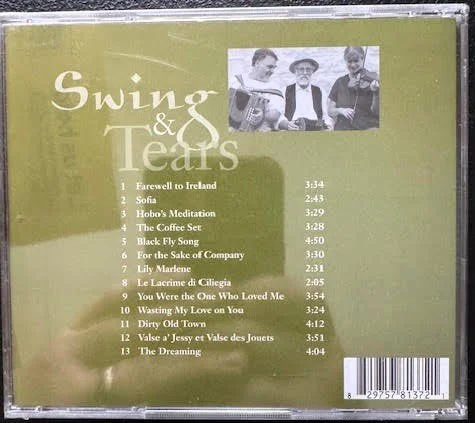 Swing
&
Tears
1 Farewell to Ireland 3:34
2 Sofia 2:43
3 Hobo's Meditation 3:29
4 The Coffee Set 3:28
5 Black Fly Song 4:50
6 For the Sake of Company 3:30
7 Lily Marlene 2:31
8 Le Lacrime di Ciliegia 2:05
9 You Were the One Who Loved Me 3:54
10 Wasting My Love on You 3:24
11 Dirty Old Town 4:12
12 Valse a' Jessy et Valse des Jouets 3:51
13 The Dreaming 4:04
8 29757 81372 1